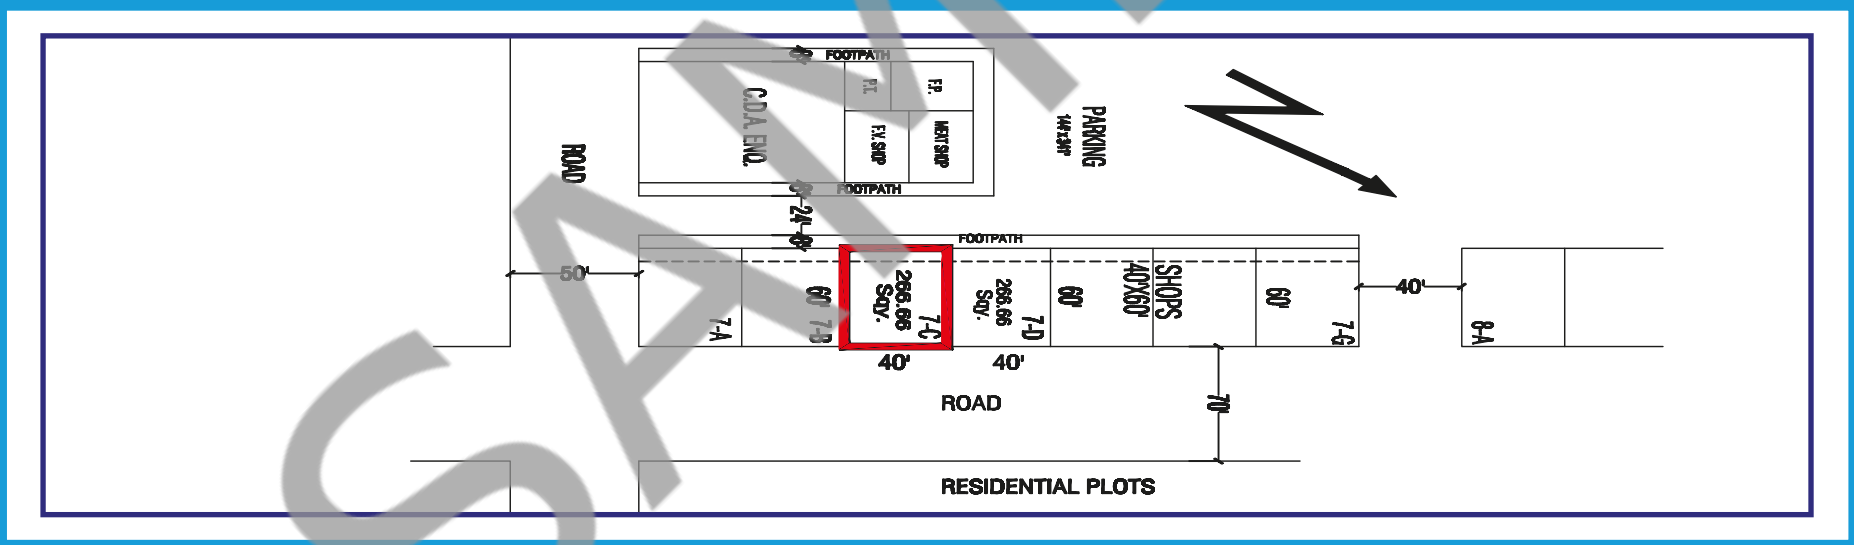 FOOTPATH
P.T.
F.P.
C.D.A. ENQ.
F.V. SHOP
MEAT SHOP
PARKING
ROAD
FOOTPATH
24'
FOOTPATH
50'
7-A
60'
7-B
266.66
Sqy.
7-C
266.66
Sqy.
7-D
60'
SHOPS
40'X60'
60'
7-G
40'
8-A
40'
40'
ROAD
70'
RESIDENTIAL PLOTS
SAM